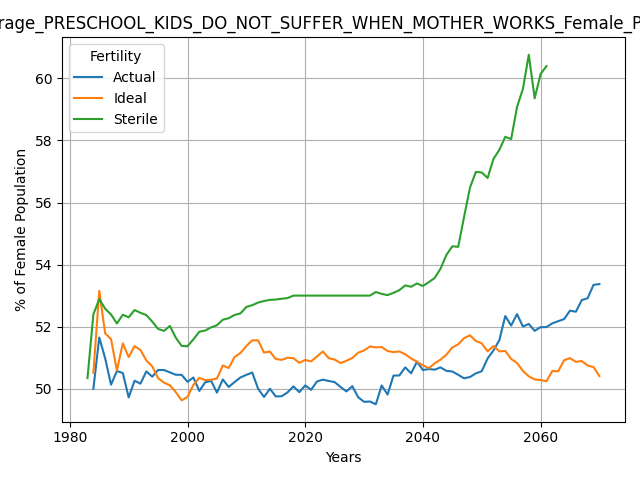 rage_PRESCHOOL_KIDS_DO_NOT_SUFFER_WHEN_MOTHER_WORKS_Female_P
Fertility
Actual
Ideal
Sterile
% of Female Population
60
58
56
54
52
50
1980
2000
2020
2040
2060
Years